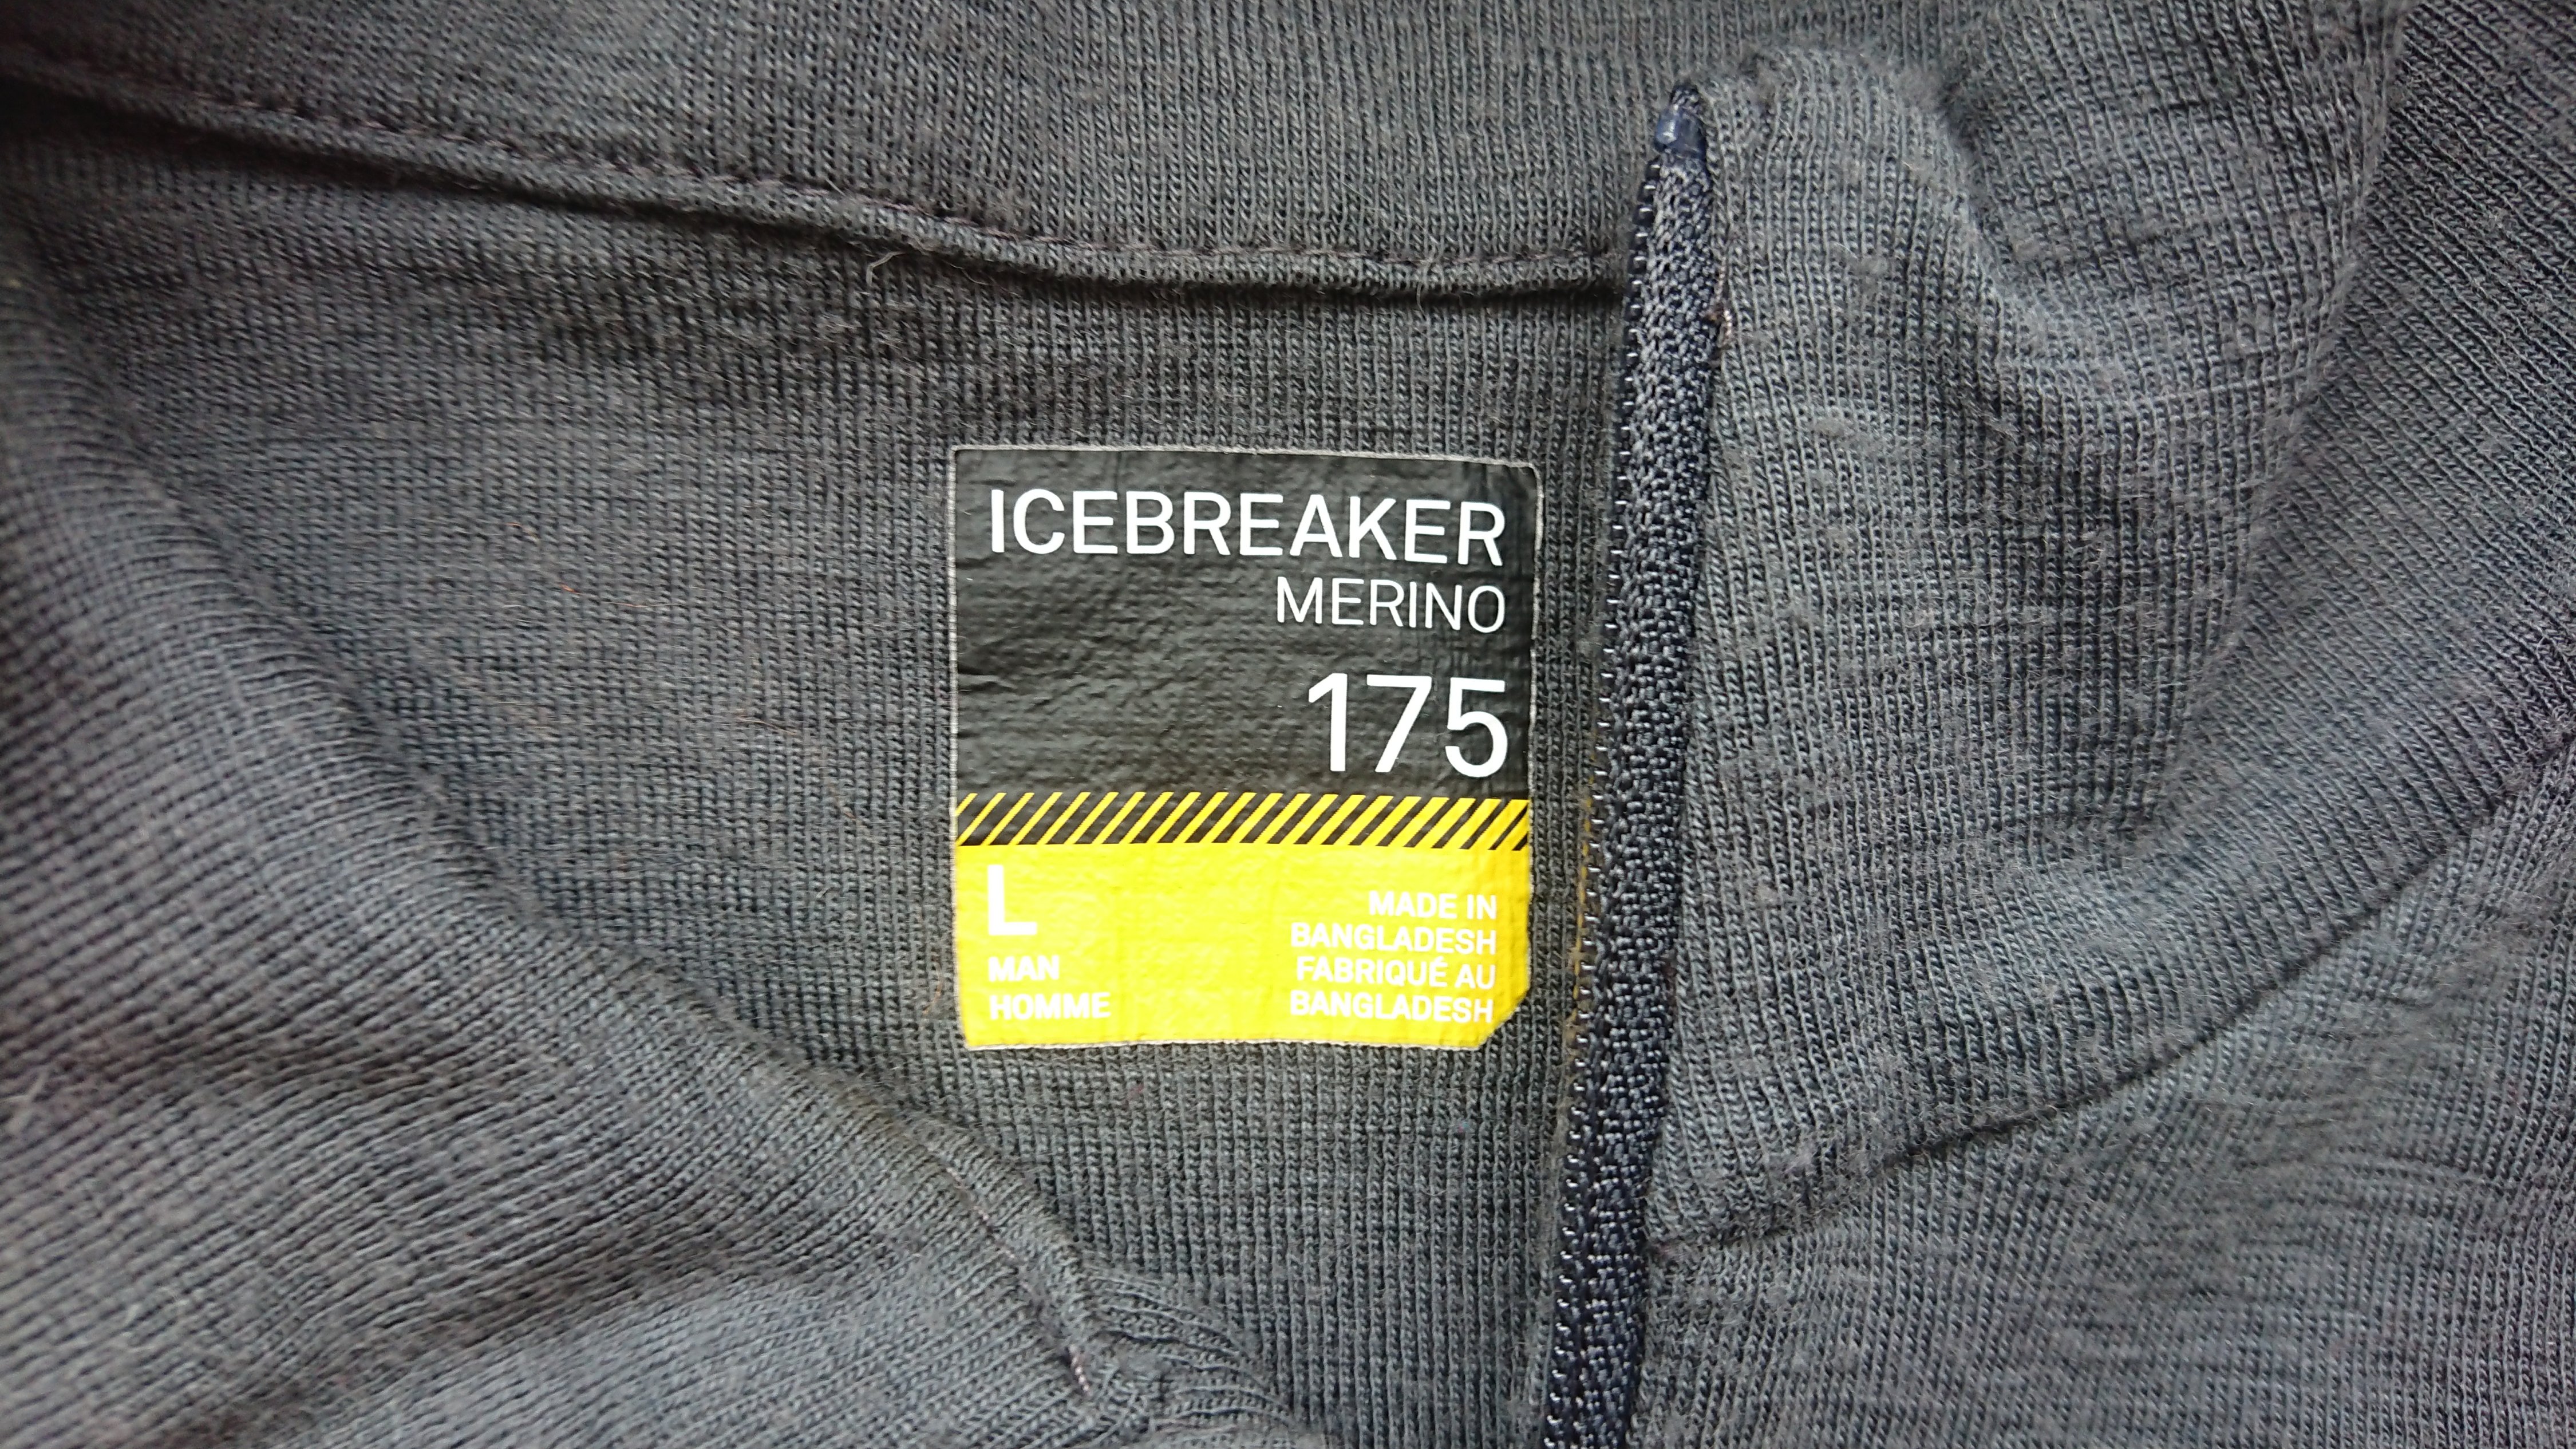 ICEBREAKER
MERINO
175
L
MAN
HOMME
MADE IN
BANGLADESH
FABRIQUÉ AU
BANGLADESH